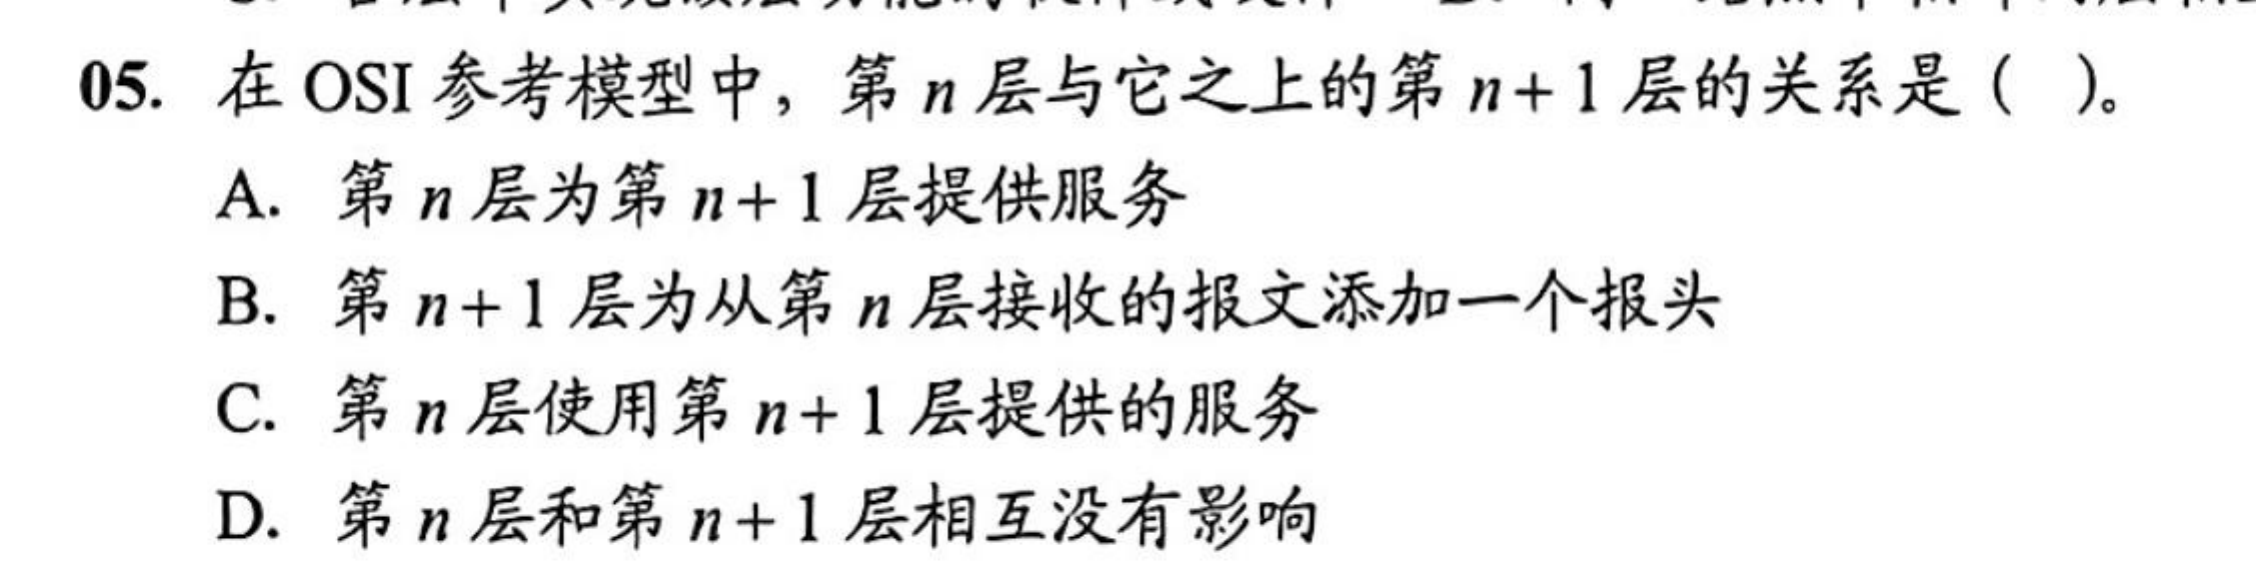 05. 在 OSI 参考模型中，第 n 层与它之上的第 n+1 层的关系是（ ）。
A. 第 n 层为第 n+1 层提供服务
B. 第 n+1 层为从第 n 层接收的报文添加一个报头
C. 第 n 层使用第 n+1 层提供的服务
D. 第 n 层和第 n+1 层相互没有影响